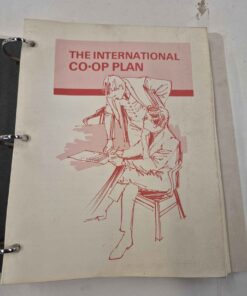 THE INTERNATIONAL
CO·OP PLAN